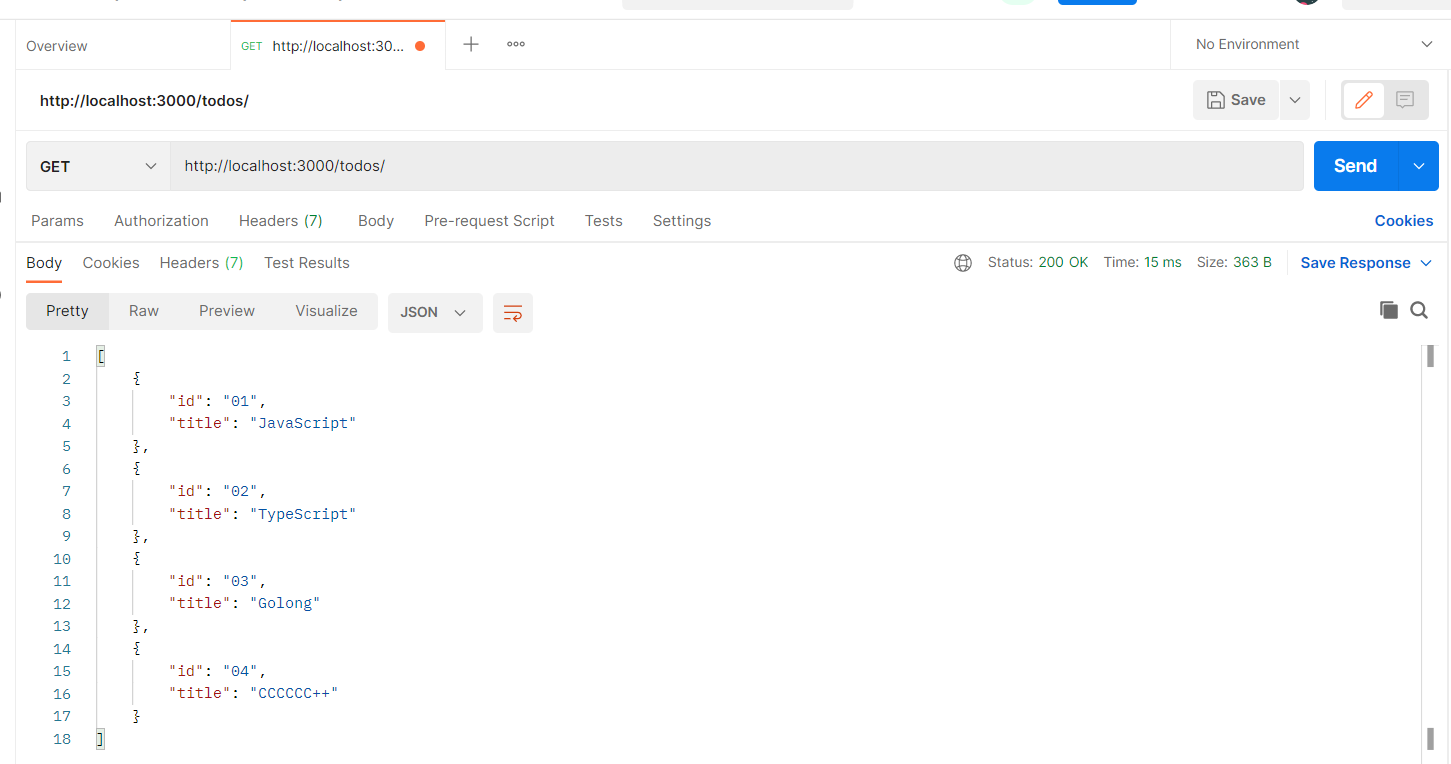 Overview
GET http://localhost:30...
No Environment
http://localhost:3000/todos/
Save
GET
http://localhost:3000/todos/
Send
Params Authorization Headers (7) Body Pre-request Script Tests Settings
Cookies
Body Cookies Headers (7) Test Results
Status: 200 OK Time: 15 ms Size: 363 B
Save Response
Pretty Raw Preview Visualize
JSON
1 [
2 {
3 "id": "01",
4 "title": "JavaScript"
5 },
6 {
7 "id": "02",
8 "title": "TypeScript"
9 },
10 {
11 "id": "03",
12 "title": "Golong"
13 },
14 {
15 "id": "04",
16 "title": "CCCCCC++"
17 }
18 ]